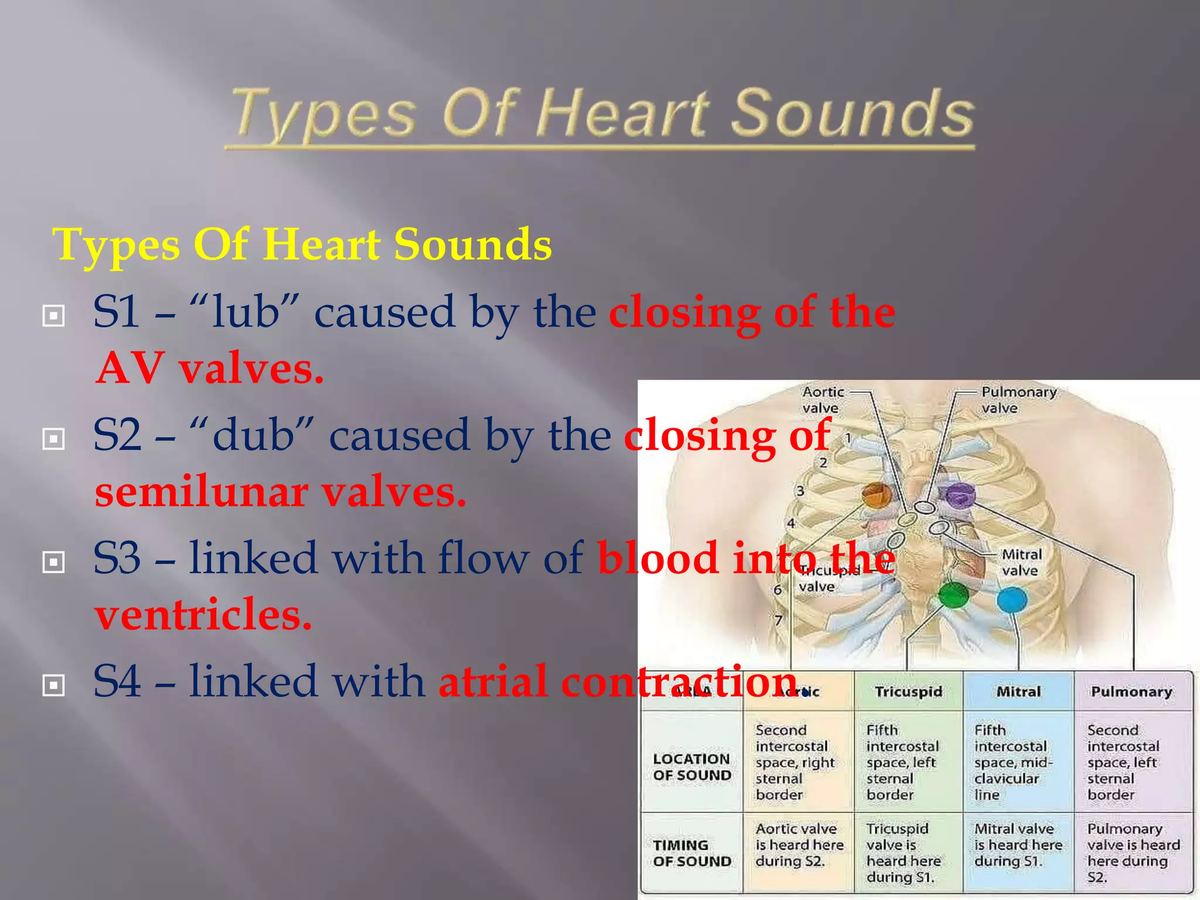 Types Of Heart Sounds
Types Of Heart Sounds
S1 – “lub” caused by the closing of the
AV valves.
S2 – “dub” caused by the closing of
semilunar valves.
S3 – linked with flow of blood into the
ventricles.
S4 – linked with atrial contraction.
Aortic
valve
Pulmonary
valve
1
2
3
4
Mitral
valve
Tricuspid
valve
6
7
AREA
Aortic
Tricuspid
Mitral
Pulmonary
LOCATION
OF SOUND
Second
intercostal
space, right
sternal
border
Fifth
intercostal
space, left
sternal
border
Fifth
intercostal
space, mid-
clavicular
line
Second
intercostal
space, left
sternal
border
TIMING
OF SOUND
Aortic valve
is heard here
during S2.
Tricuspid
valve is
heard here
during S1.
Mitral valve
is heard here
during S1.
Pulmonary
valve is heard
here during
S2.